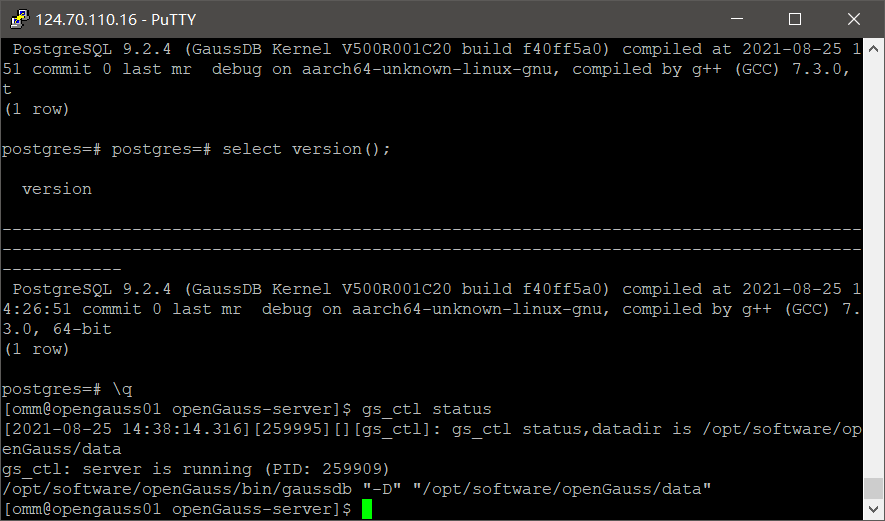 124.70.110.16 - PuTTY
PostgreSQL 9.2.4 (GaussDB Kernel V500R001C20 build f40ff5a0) compiled at 2021-08-25 1
51 commit 0 last mr  debug on aarch64-unknown-linux-gnu, compiled by g++ (GCC) 7.3.0,
t
(1 row)
postgres=# postgres=# select version();
version
--------------------------------------------------------------------------------------
--------------------------------------------------------------------------------------
------------
PostgreSQL 9.2.4 (GaussDB Kernel V500R001C20 build f40ff5a0) compiled at 2021-08-25 1
4:26:51 commit 0 last mr  debug on aarch64-unknown-linux-gnu, compiled by g++ (GCC) 7.
3.0, 64-bit
(1 row)
postgres=# \q
[omm@opengauss01 openGauss-server]$ gs_ctl status
[2021-08-25 14:38:14.316][259995][][gs_ctl]: gs_ctl status,datadir is /opt/software/op
enGauss/data
gs_ctl: server is running (PID: 259909)
/opt/software/openGauss/bin/gaussdb "-D" "/opt/software/openGauss/data"
[omm@opengauss01 openGauss-server]$